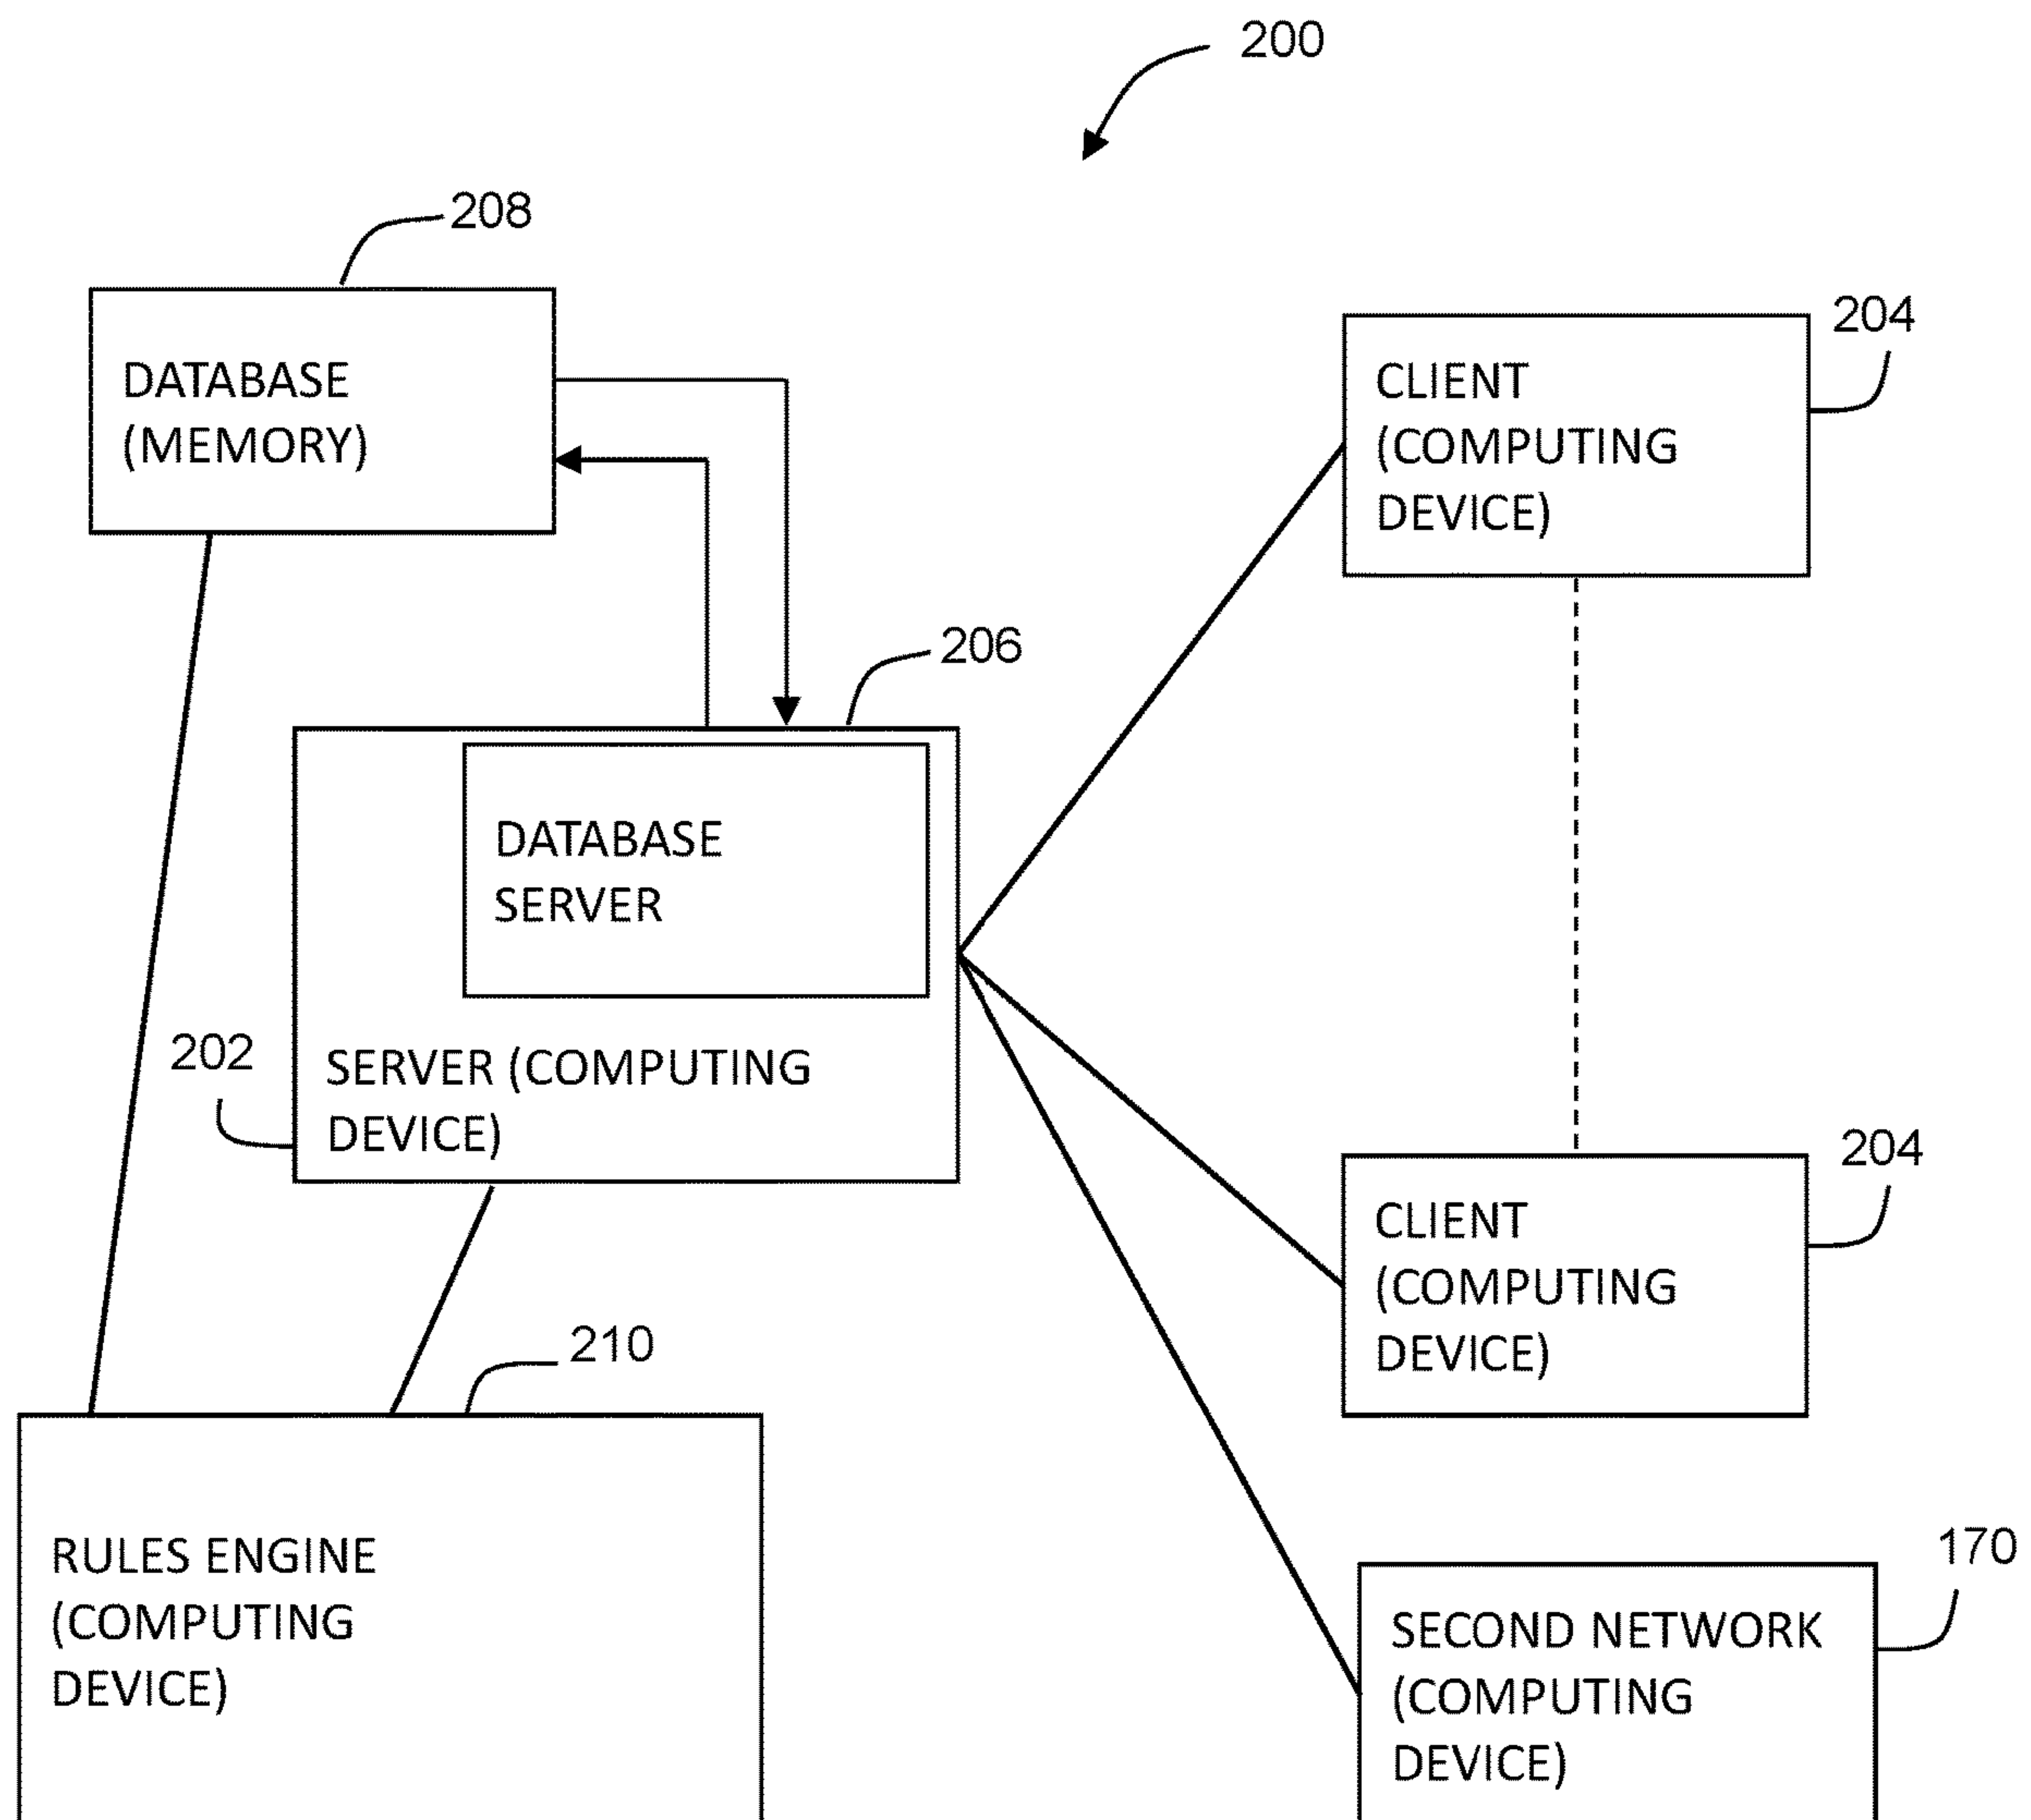 200
208
DATABASE
(MEMORY)
204
CLIENT
(COMPUTING
DEVICE)
206
DATABASE
SERVER
202
SERVER (COMPUTING
DEVICE)
204
CLIENT
(COMPUTING
DEVICE)
210
RULES ENGINE
(COMPUTING
DEVICE)
170
SECOND NETWORK
(COMPUTING
DEVICE)